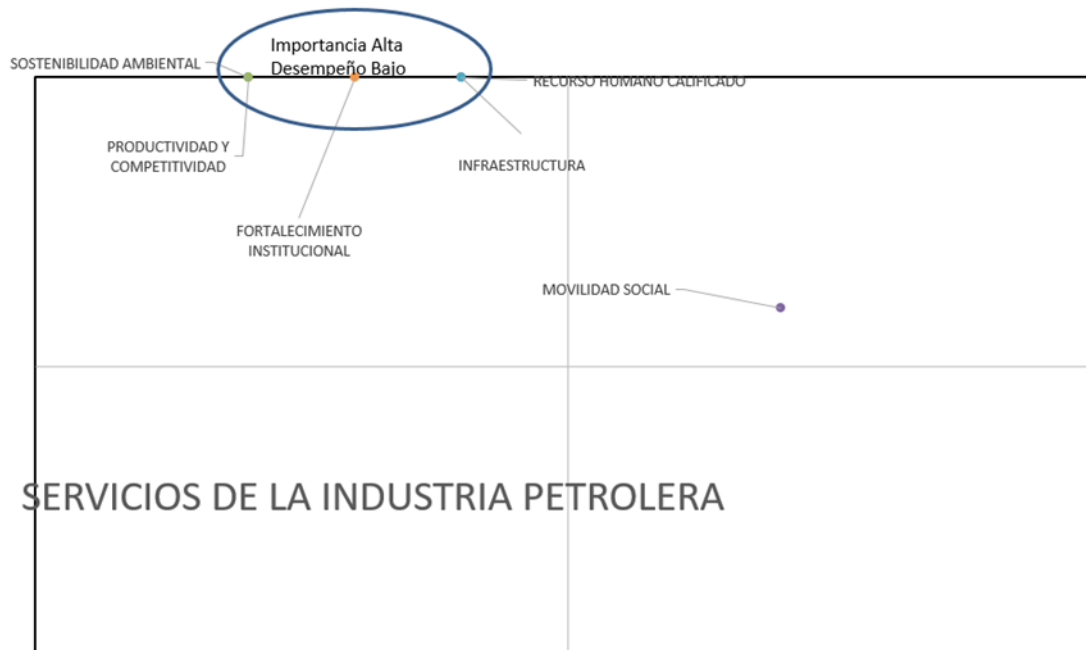 Importancia Alta
Desempeño Bajo
SOSTENIBILIDAD AMBIENTAL
RECURSO HUMANO CALIFICADO
PRODUCTIVIDAD Y
COMPETITIVIDAD
INFRAESTRUCTURA
FORTALECIMIENTO
INSTITUCIONAL
MOVILIDAD SOCIAL
SERVICIOS DE LA INDUSTRIA PETROLERA